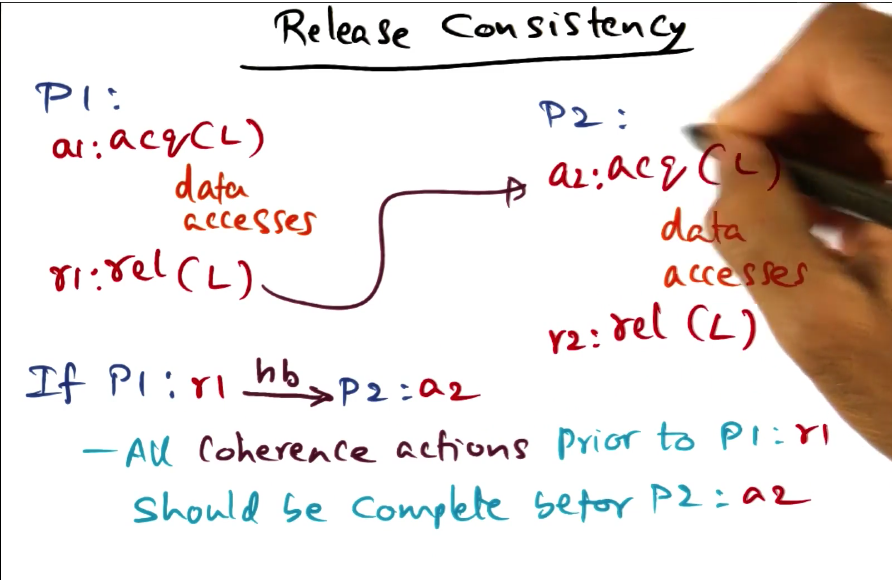 Release Consistency
P1:
a1:acq(L)
data
accesses
r1:rel(L)
P2:
a2:acq(L)
data
accesses
r2:rel(L)
If P1:r1 hb P2:a2
- All Coherence actions prior to P1:r1
should be complete befor P2:a2